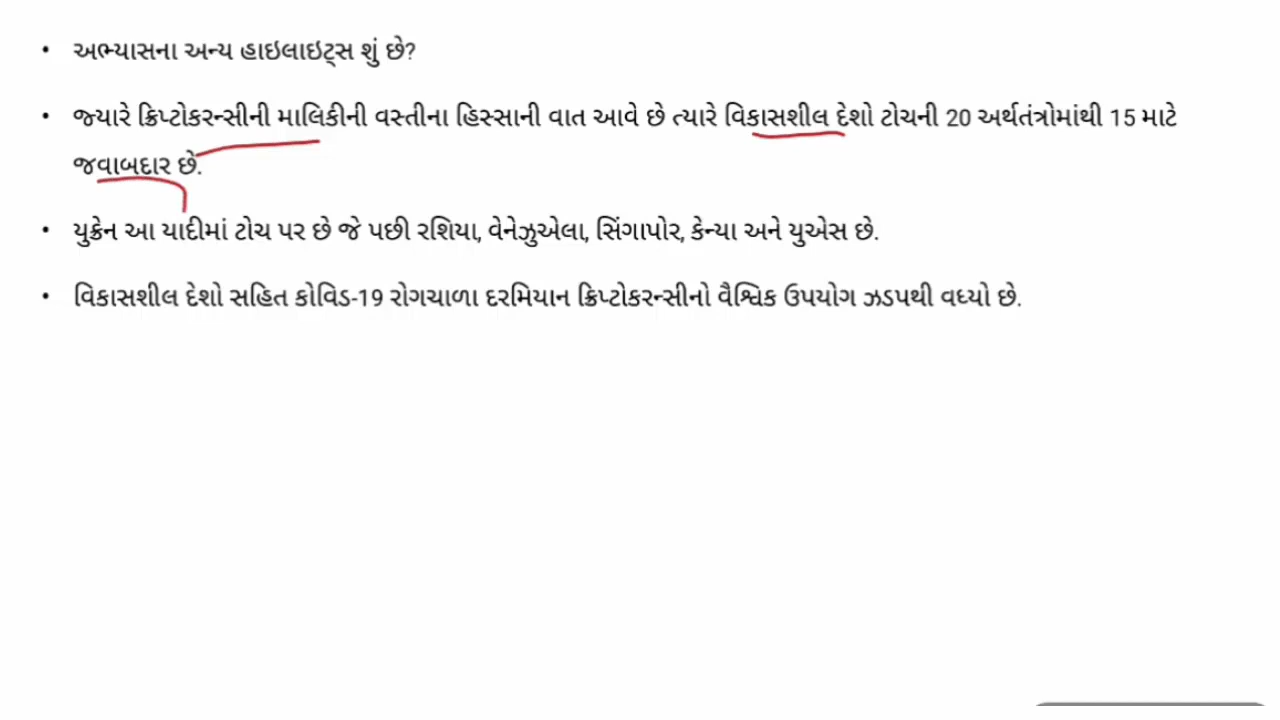 • અભ્યાસના અન્ય હાઇલાઇટ્સ શું છે?
• જ્યારે ક્રિપ્ટોકરન્સીની માલિકીની વસ્તીના હિસ્સાની વાત આવે છે ત્યારે વિકાસશીલ દેશો ટોચની 20 અર્થતંત્રોમાંથી 15 માટે
જવાબદાર છે.
• યુક્રેન આ યાદીમાં ટોચ પર છે જે પછી રશિયા, વેનેઝુએલા, સિંગાપોર, કેન્યા અને યુએસ છે.
• વિકાસશીલ દેશો સહિત કોવિડ-19 રોગચાળા દરમિયાન ક્રિપ્ટોકરન્સીનો વૈશ્વિક ઉપયોગ ઝડપથી વધ્યો છે.